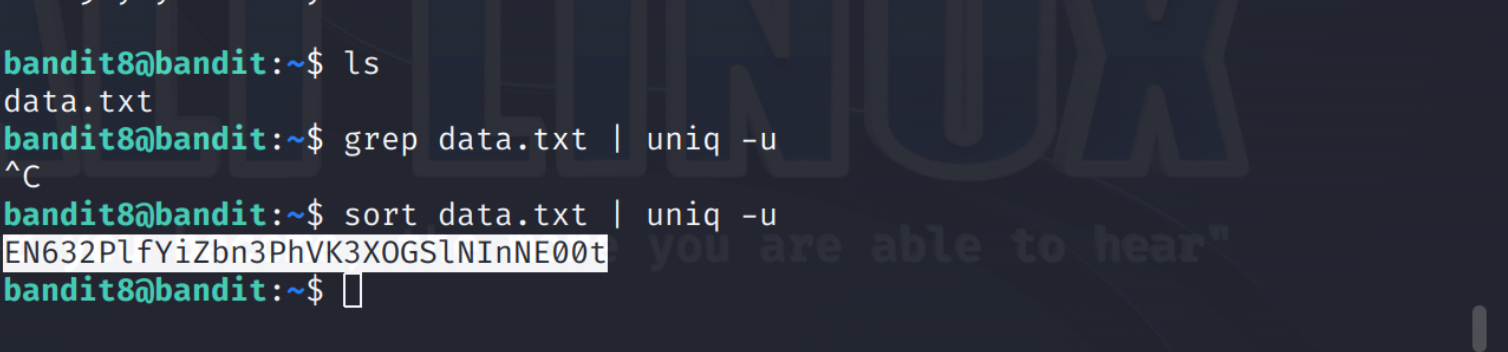 bandit8@bandit:~$ ls
data.txt
bandit8@bandit:~$ grep data.txt | uniq -u
^C
bandit8@bandit:~$ sort data.txt | uniq -u
EN632PlfYiZbn3PhVK3XOGSlNInNE00t you are able to hear"
bandit8@bandit:~$
LINUX